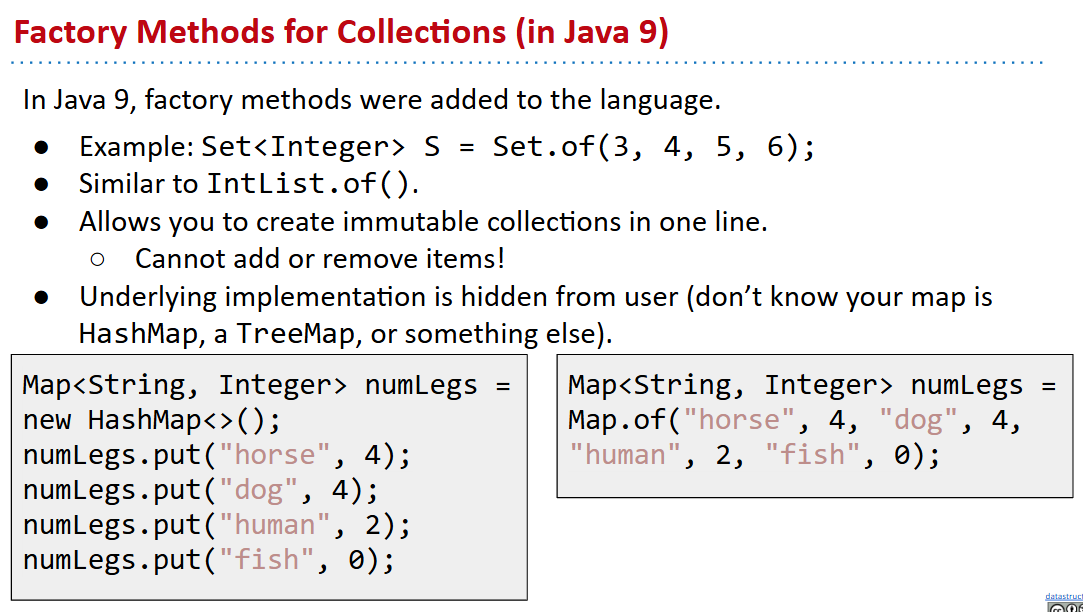 Factory Methods for Collections (in Java 9)
In Java 9, factory methods were added to the language.
● Example: Set<Integer> S = Set.of(3, 4, 5, 6);
● Similar to IntList.of().
● Allows you to create immutable collections in one line.
○ Cannot add or remove items!
● Underlying implementation is hidden from user (don’t know your map is
HashMap, a TreeMap, or something else).
Map<String, Integer> numLegs =
new HashMap<>();
numLegs.put("horse", 4);
numLegs.put("dog", 4);
numLegs.put("human", 2);
numLegs.put("fish", 0);
Map<String, Integer> numLegs =
Map.of("horse", 4, "dog", 4,
"human", 2, "fish", 0);
datastruct